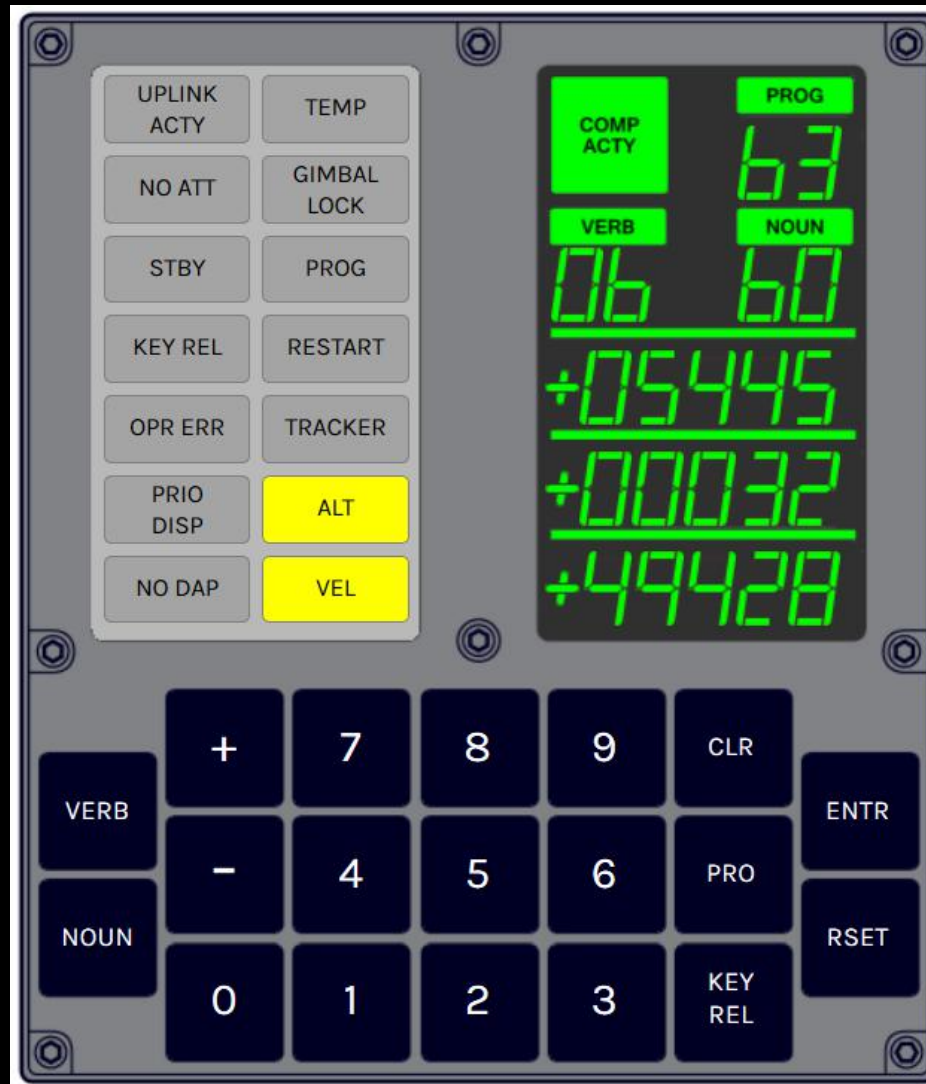 UPLINK
ACTY
TEMP
NO ATT
GIMBAL
LOCK
STBY
PROG
KEY REL
RESTART
OPR ERR
TRACKER
PRIO
DISP
ALT
NO DAP
VEL
COMP
ACTY
PROG
63
VERB
NOUN
06
60
+05445
+00032
+49428
VERB
NOUN
+
7
8
9
CLR
-
4
5
6
PRO
0
1
2
3
KEY
REL
ENTR
RSET